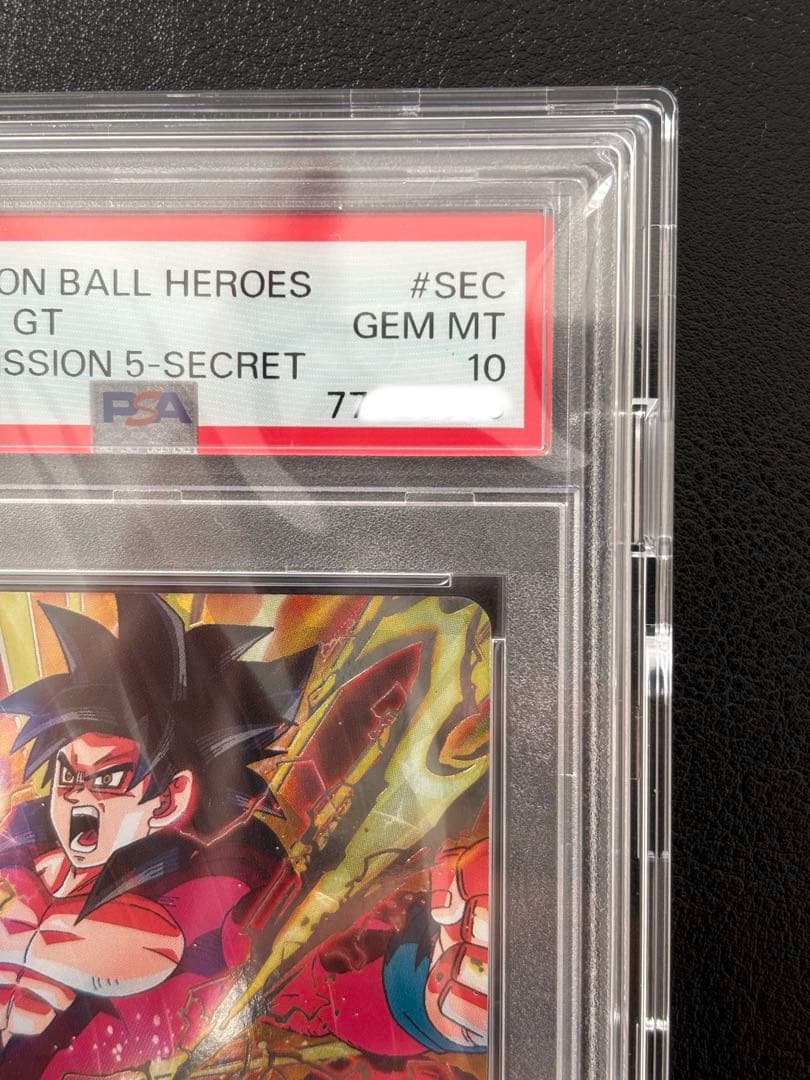 ON BALL HEROES #SEC
GT GEM MT
SSION 5-SECRET 10
PSA 77